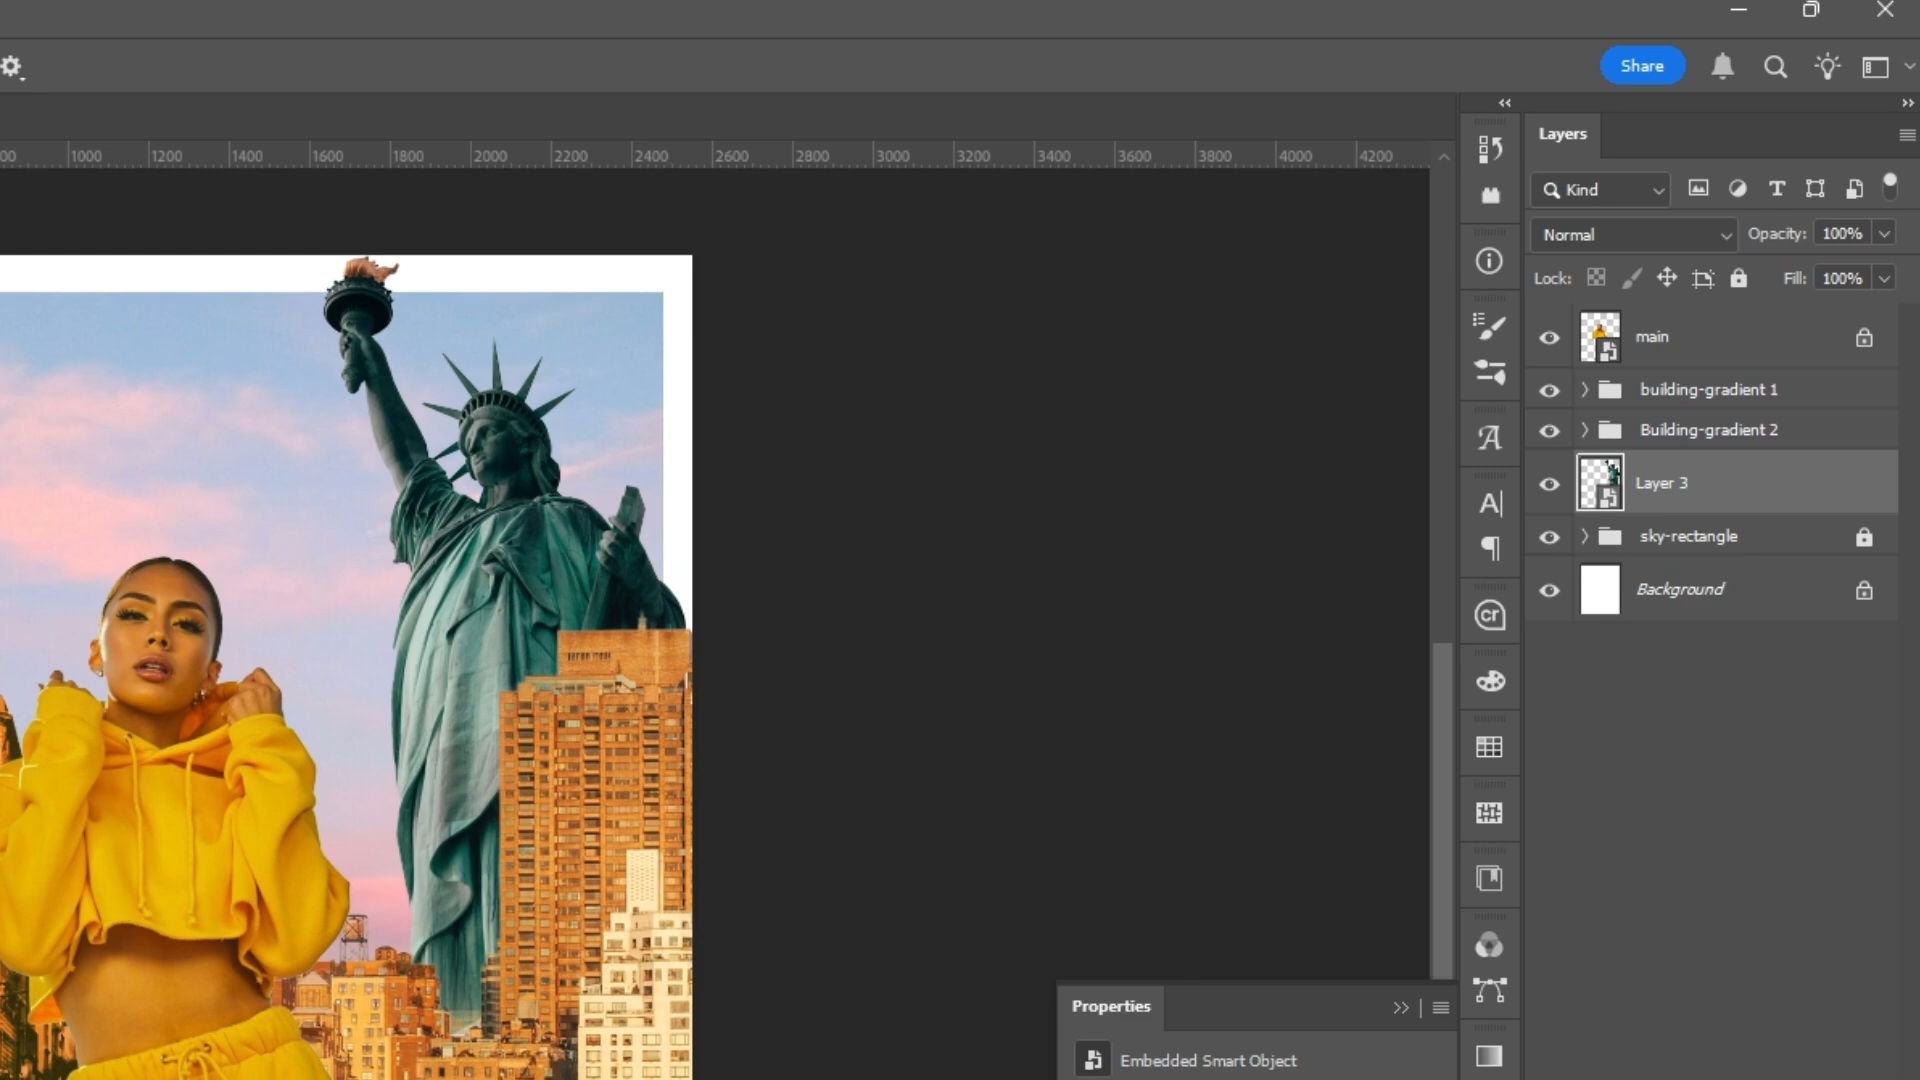 Share
Layers
1000 1200 1400 1600 1800 2000 2200 2400 2600 2800 3000 3200 3400 3600 3800 4000 4200
Kind
Normal Opacity: 100%
Lock: Fill: 100%
main
building-gradient 1
Building-gradient 2
Layer 3
sky-rectangle
Background
Properties
Embedded Smart Object